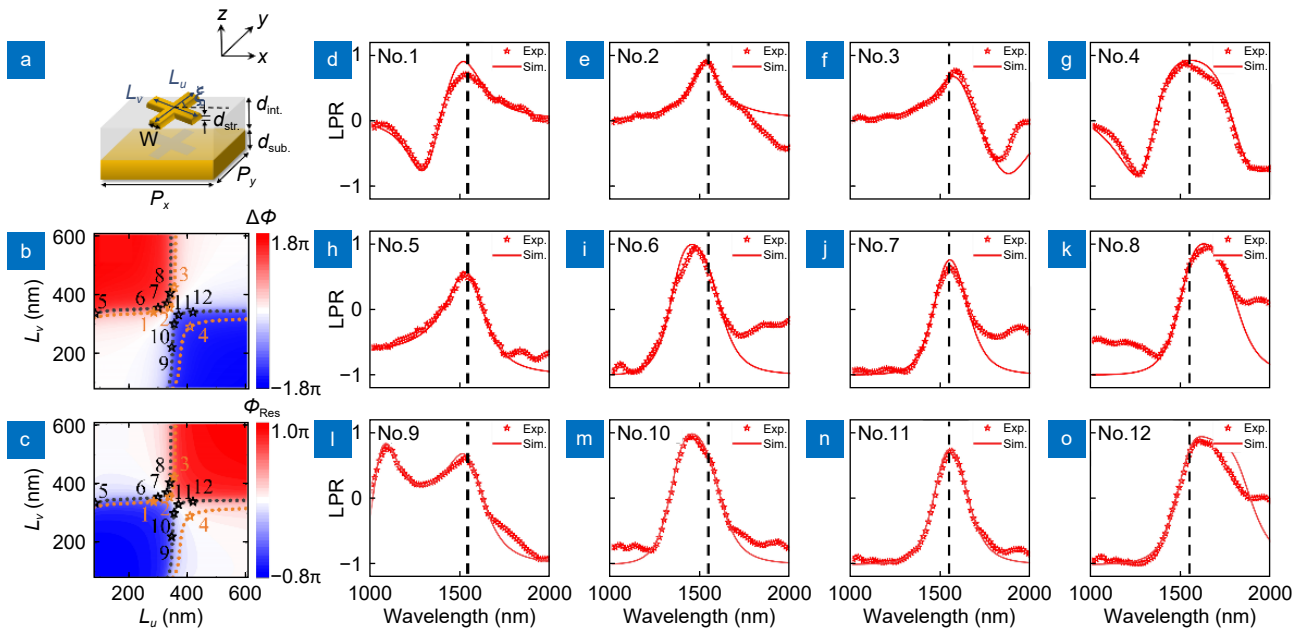 a
z
y
x
L_u
L_v
ξ
W
d_int.
d_str.
d_sub.
P_x
P_y
b
ΔΦ
600
400
200
L_v (nm)
1.8π
−1.8π
5 6 7 8 3
1 2 11 12
10 4
9
c
Φ_Res
600
400
200
L_v (nm)
1.0π
−0.8π
5 6 7 8 3
1 2 11 12
10 4
9
200 400 600
L_u (nm)
d
No.1
Exp.
Sim.
1
0
−1
LPR
e
No.2
Exp.
Sim.
f
No.3
Exp.
Sim.
g
No.4
Exp.
Sim.
h
No.5
Exp.
Sim.
1
0
−1
LPR
i
No.6
Exp.
Sim.
j
No.7
Exp.
Sim.
k
No.8
Exp.
Sim.
l
No.9
Exp.
Sim.
1
0
−1
LPR
1000 1500 2000
Wavelength (nm)
m
No.10
Exp.
Sim.
1000 1500 2000
Wavelength (nm)
n
No.11
Exp.
Sim.
1000 1500 2000
Wavelength (nm)
o
No.12
Exp.
Sim.
1000 1500 2000
Wavelength (nm)